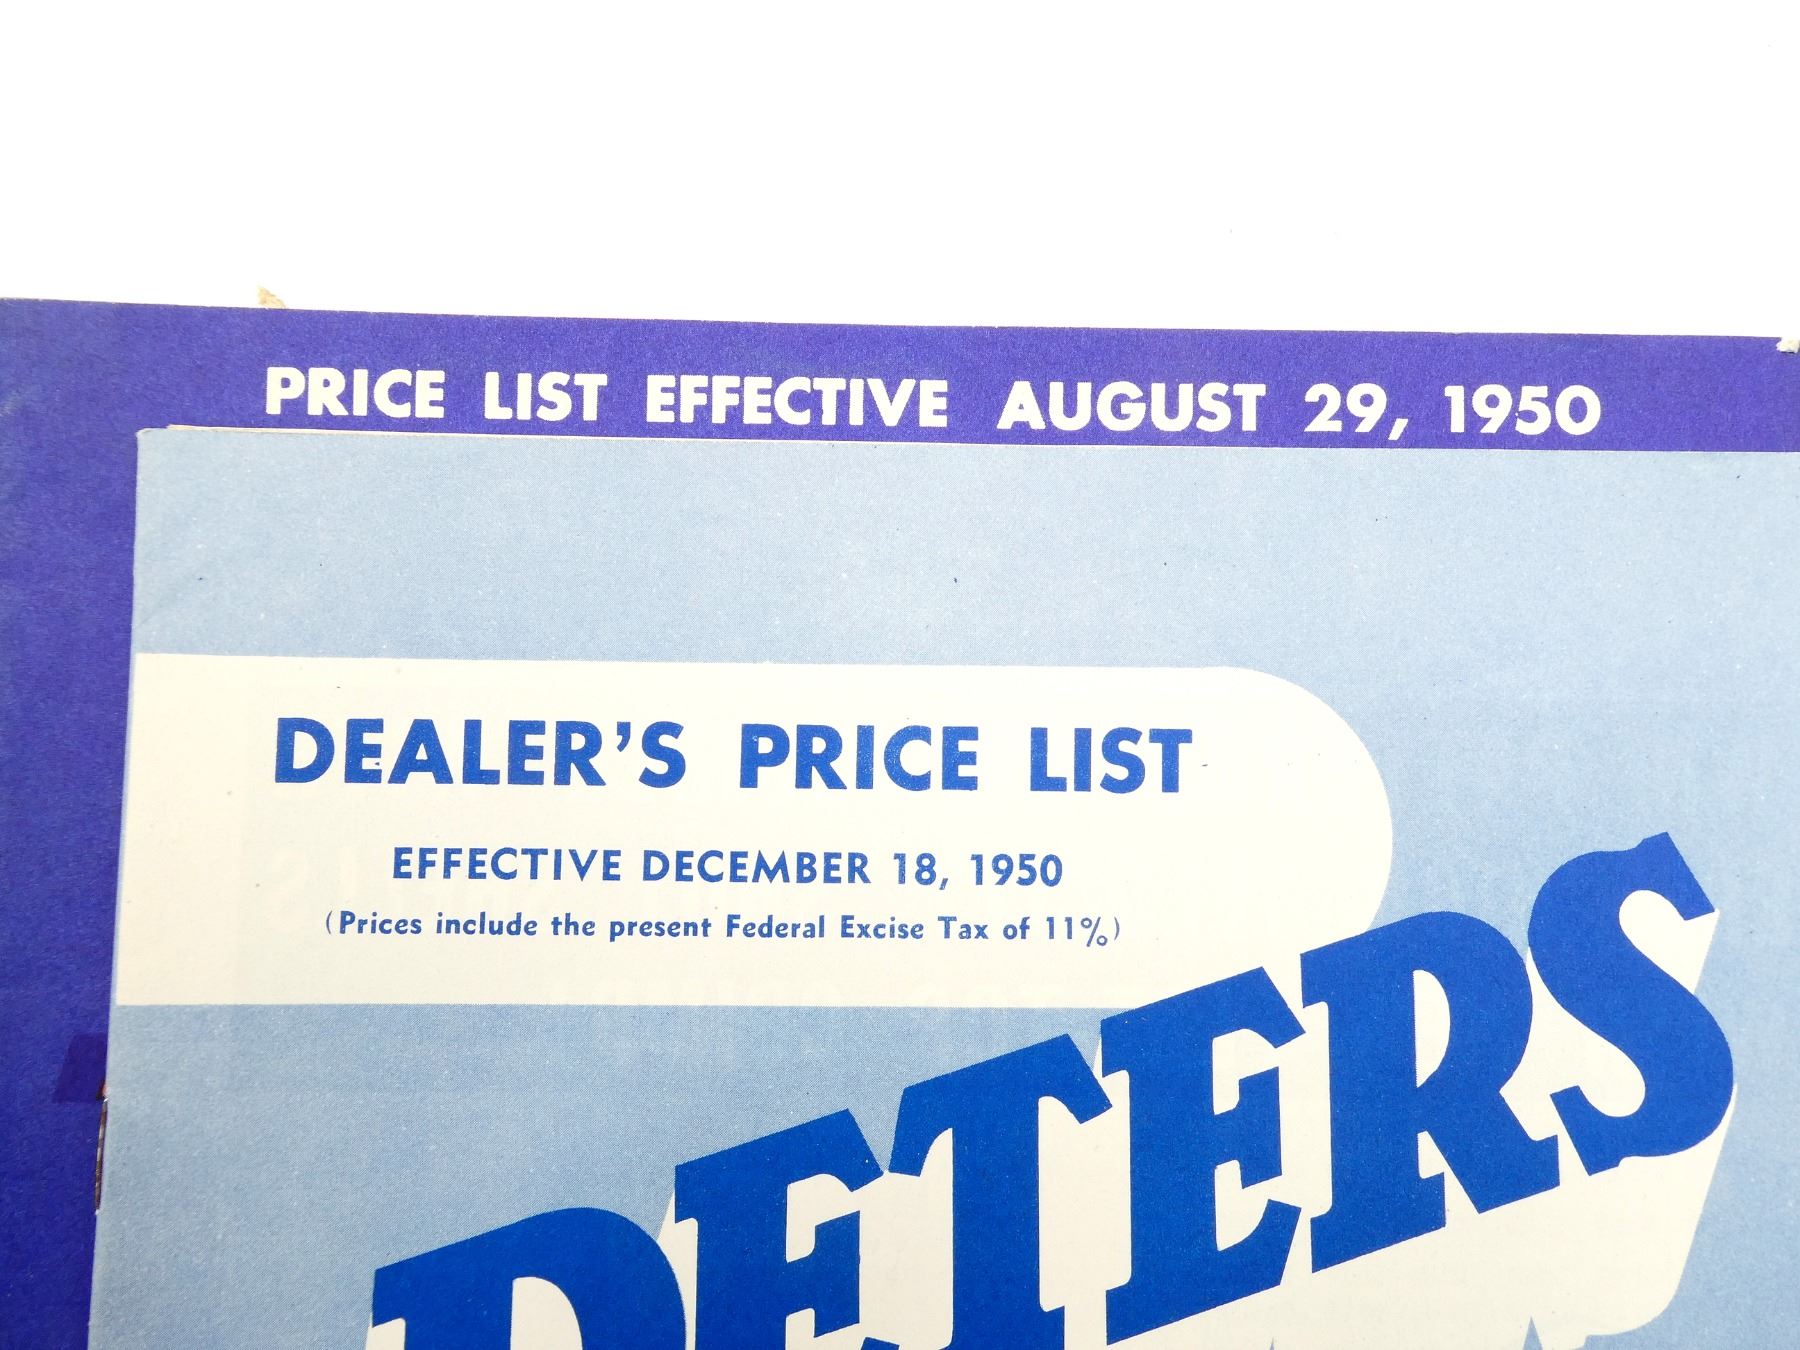 PRICE LIST EFFECTIVE AUGUST 29, 1950
DEALER'S PRICE LIST
EFFECTIVE DECEMBER 18, 1950
(Prices include the present Federal Excise Tax of 11%)
PETERS